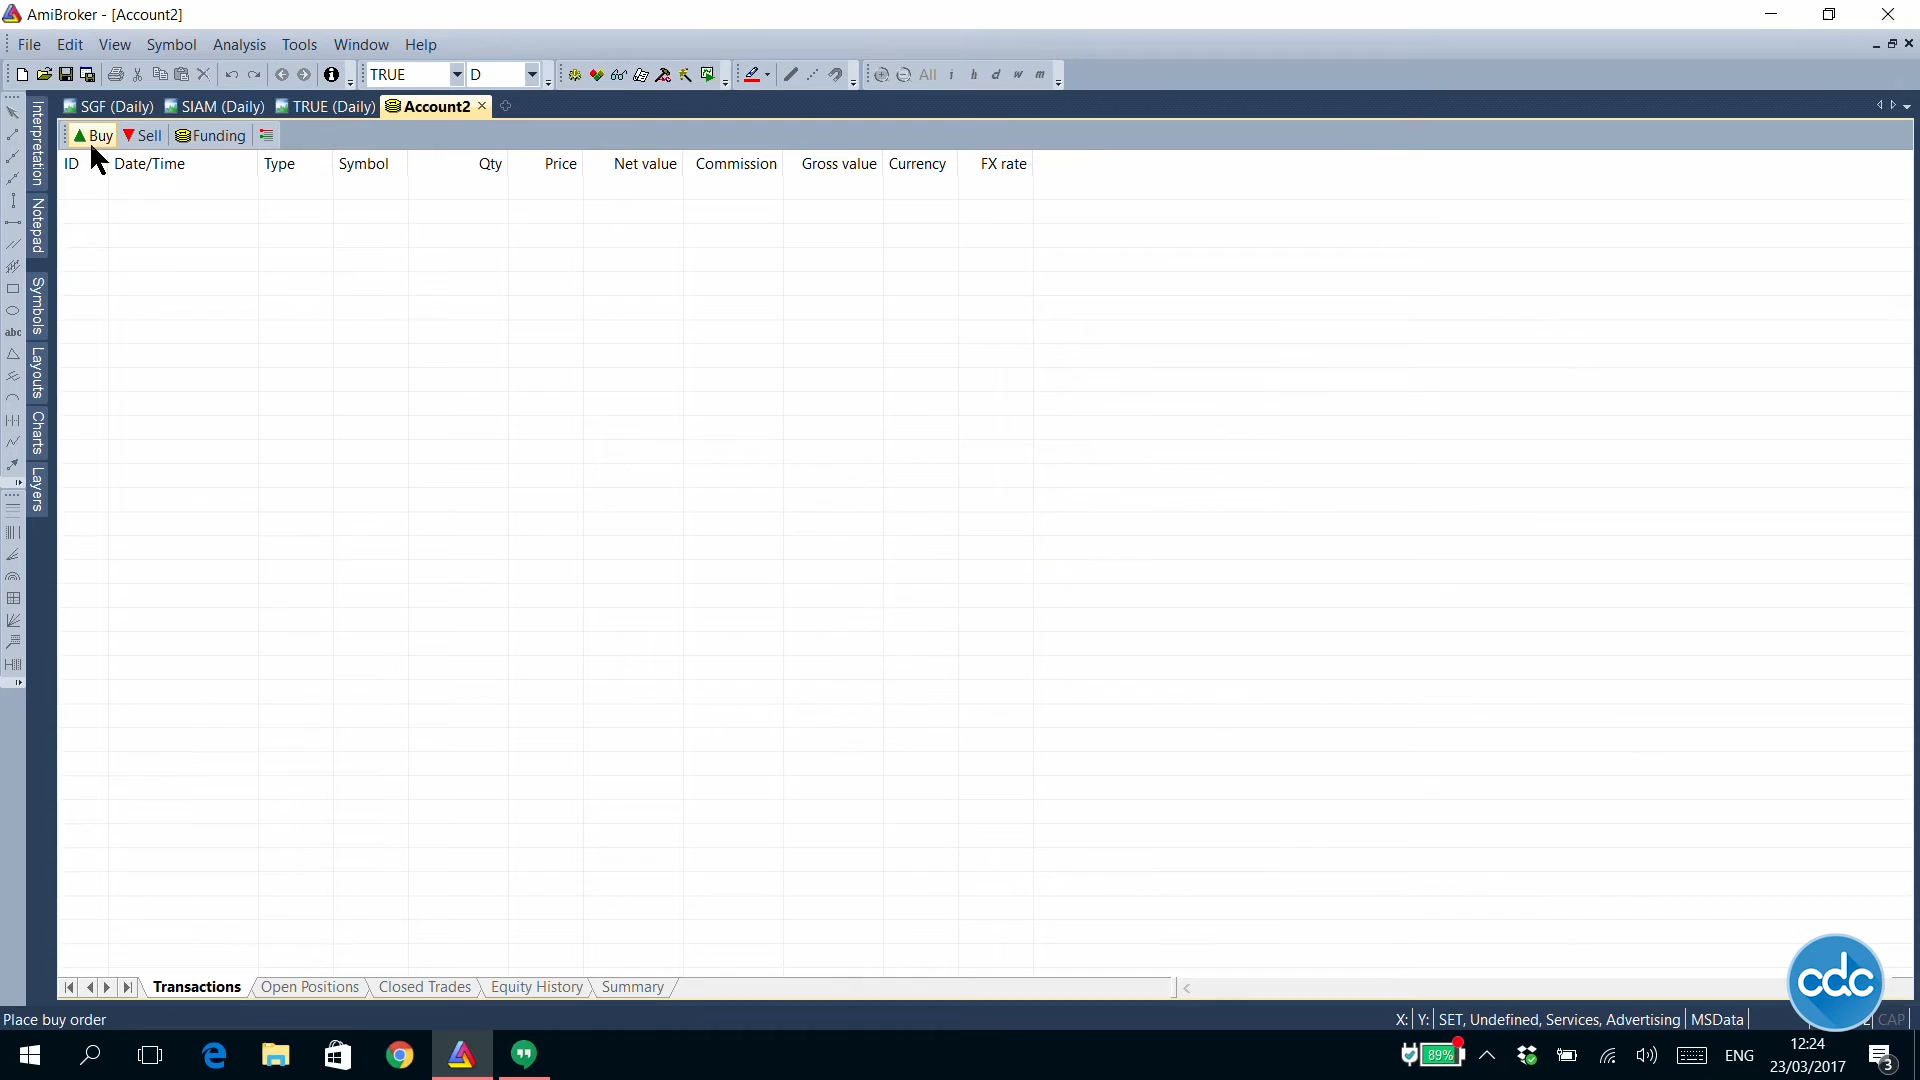 AmiBroker - [Account2]
File Edit View Symbol Analysis Tools Window Help
TRUE D All i h d w m
SGF (Daily) SIAM (Daily) TRUE (Daily) Account2
Buy Sell Funding
ID Date/Time Type Symbol Qty Price Net value Commission Gross value Currency FX rate
Interpretation
Notepad
Symbols
Layouts
Charts
Layers
abc
Transactions Open Positions Closed Trades Equity History Summary
cdc
Place buy order X: Y: SET, Undefined, Services, Advertising MSData CAP
89% ENG 12:24
23/03/2017 3